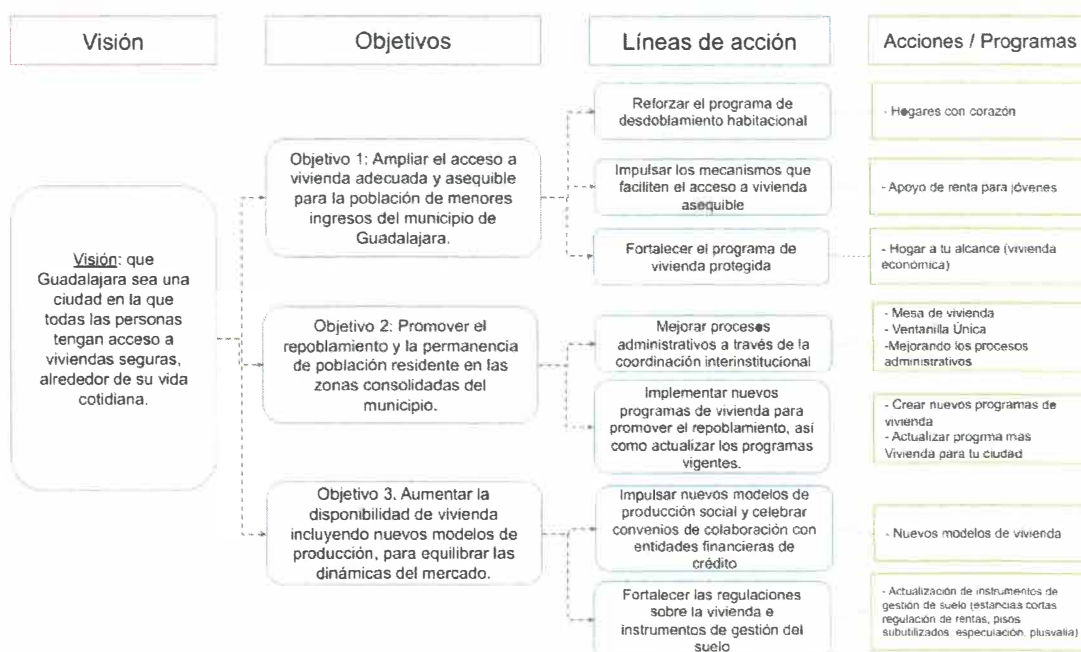 Visión
Objetivos
Líneas de acción
Acciones / Programas
Visión: que
Guadalajara sea una
ciudad en la que
todas las personas
tengan acceso a
viviendas seguras,
alrededor de su vida
cotidiana.
Objetivo 1: Ampliar el acceso a
vivienda adecuada y asequible
para la población de menores
ingresos del municipio de
Guadalajara.
Reforzar el programa de
desdoblamiento habitacional
- Hogares con corazón
Impulsar los mecanismos que
faciliten el acceso a vivienda
asequible
- Apoyo de renta para jóvenes
Fortalecer el programa de
vivienda protegida
- Hogar a tu alcance (vivienda
económica)
Objetivo 2: Promover el
repoblamiento y la permanencia
de población residente en las
zonas consolidadas del
municipio.
Mejorar procesos
administrativos a través de la
coordinación interinstitucional
- Mesa de vivienda
- Ventanilla Única
-Mejorando los procesos
administrativos
Implementar nuevos
programas de vivienda para
promover el repoblamiento, así
como actualizar los programas
vigentes.
- Crear nuevos programas de
vivienda
- Actualizar progrma mas
Vivienda para tu ciudad
Objetivo 3. Aumentar la
disponibilidad de vivienda
incluyendo nuevos modelos de
producción, para equilibrar las
dinámicas del mercado.
Impulsar nuevos modelos de
producción social y celebrar
convenios de colaboración con
entidades financieras de
crédito
- Nuevos modelos de vivienda
Fortalecer las regulaciones
sobre la vivienda e
instrumentos de gestión del
suelo
- Actualización de instrumentos de
gestión de suelo (estancias cortas
regulación de rentas, pisos
subutilizados, especulación, plusvalía)